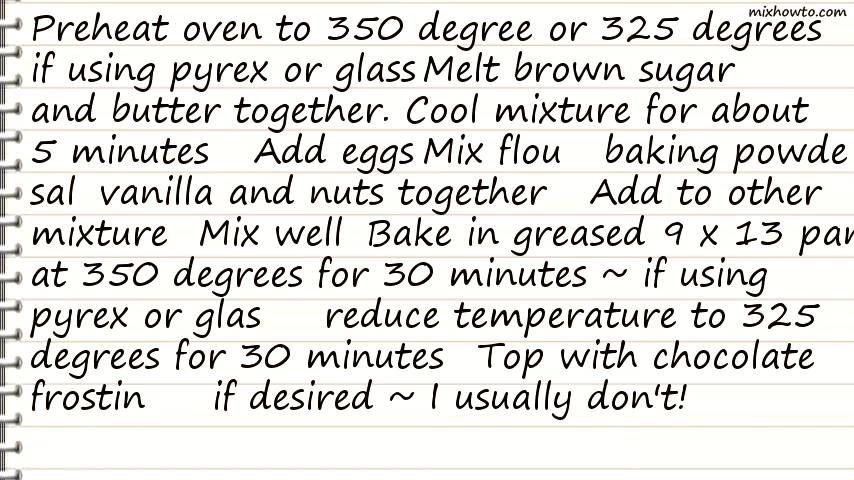 mixhowto.com
Preheat oven to 350 degree or 325 degrees
if using pyrex or glass Melt brown sugar
and butter together. Cool mixture for about
5 minutes Add eggs Mix flou baking powde
sal vanilla and nuts together Add to other
mixture Mix well Bake in greased 9 x 13 pan
at 350 degrees for 30 minutes ~ if using
pyrex or glas reduce temperature to 325
degrees for 30 minutes Top with chocolate
frostin if desired ~ I usually don't!